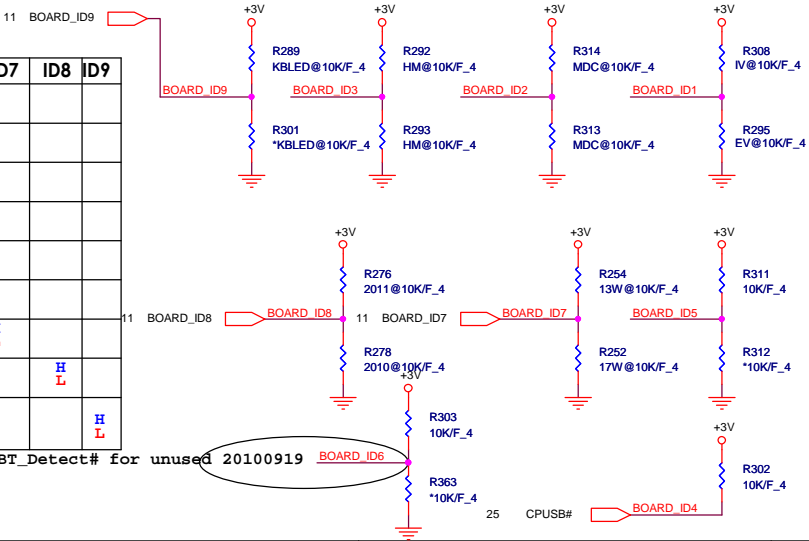 11 BOARD_ID9
+3V +3V +3V +3V
R289
KBLED@10K/F_4
R292
HM@10K/F_4
R314
MDC@10K/F_4
R308
IV@10K/F_4
D7 ID8 ID9
BOARD_ID9 BOARD_ID3 BOARD_ID2 BOARD_ID1
R301
*KBLED@10K/F_4
R293
HM@10K/F_4
R313
MDC@10K/F_4
R295
EV@10K/F_4
+3V +3V +3V
R276
2011@10K/F_4
R254
13W@10K/F_4
R311
10K/F_4
11 BOARD_ID8 BOARD_ID8
11 BOARD_ID7 BOARD_ID7
BOARD_ID5
R278
2010@10K/F_4
R252
17W@10K/F_4
R312
*10K/F_4
H
L
+3V
R303
10K/F_4
H
L
+3V
BT_Detect# for unused 20100919
BOARD_ID6
R363
*10K/F_4
R302
10K/F_4
25 CPUSB# BOARD_ID4